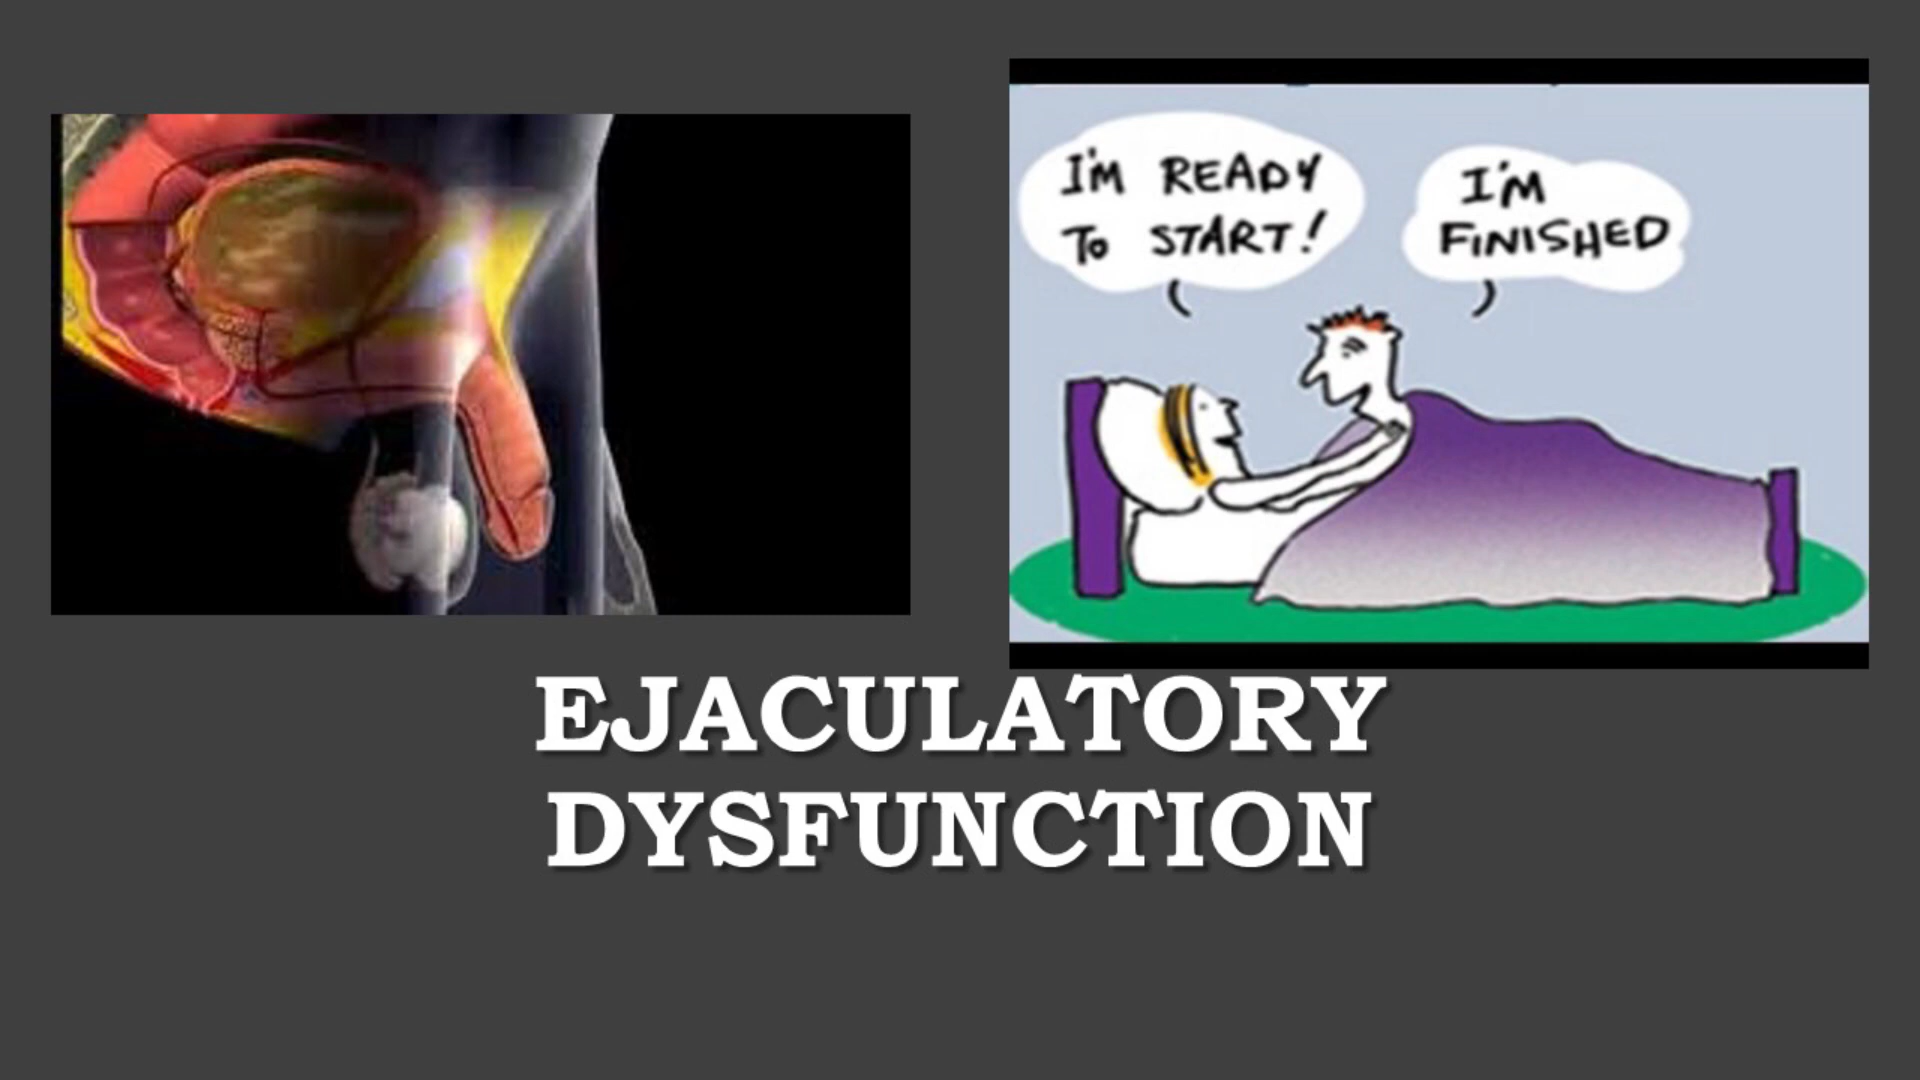 I'M READY
To START!
I'M
FINISHED
EJACULATORY
DYSFUNCTION